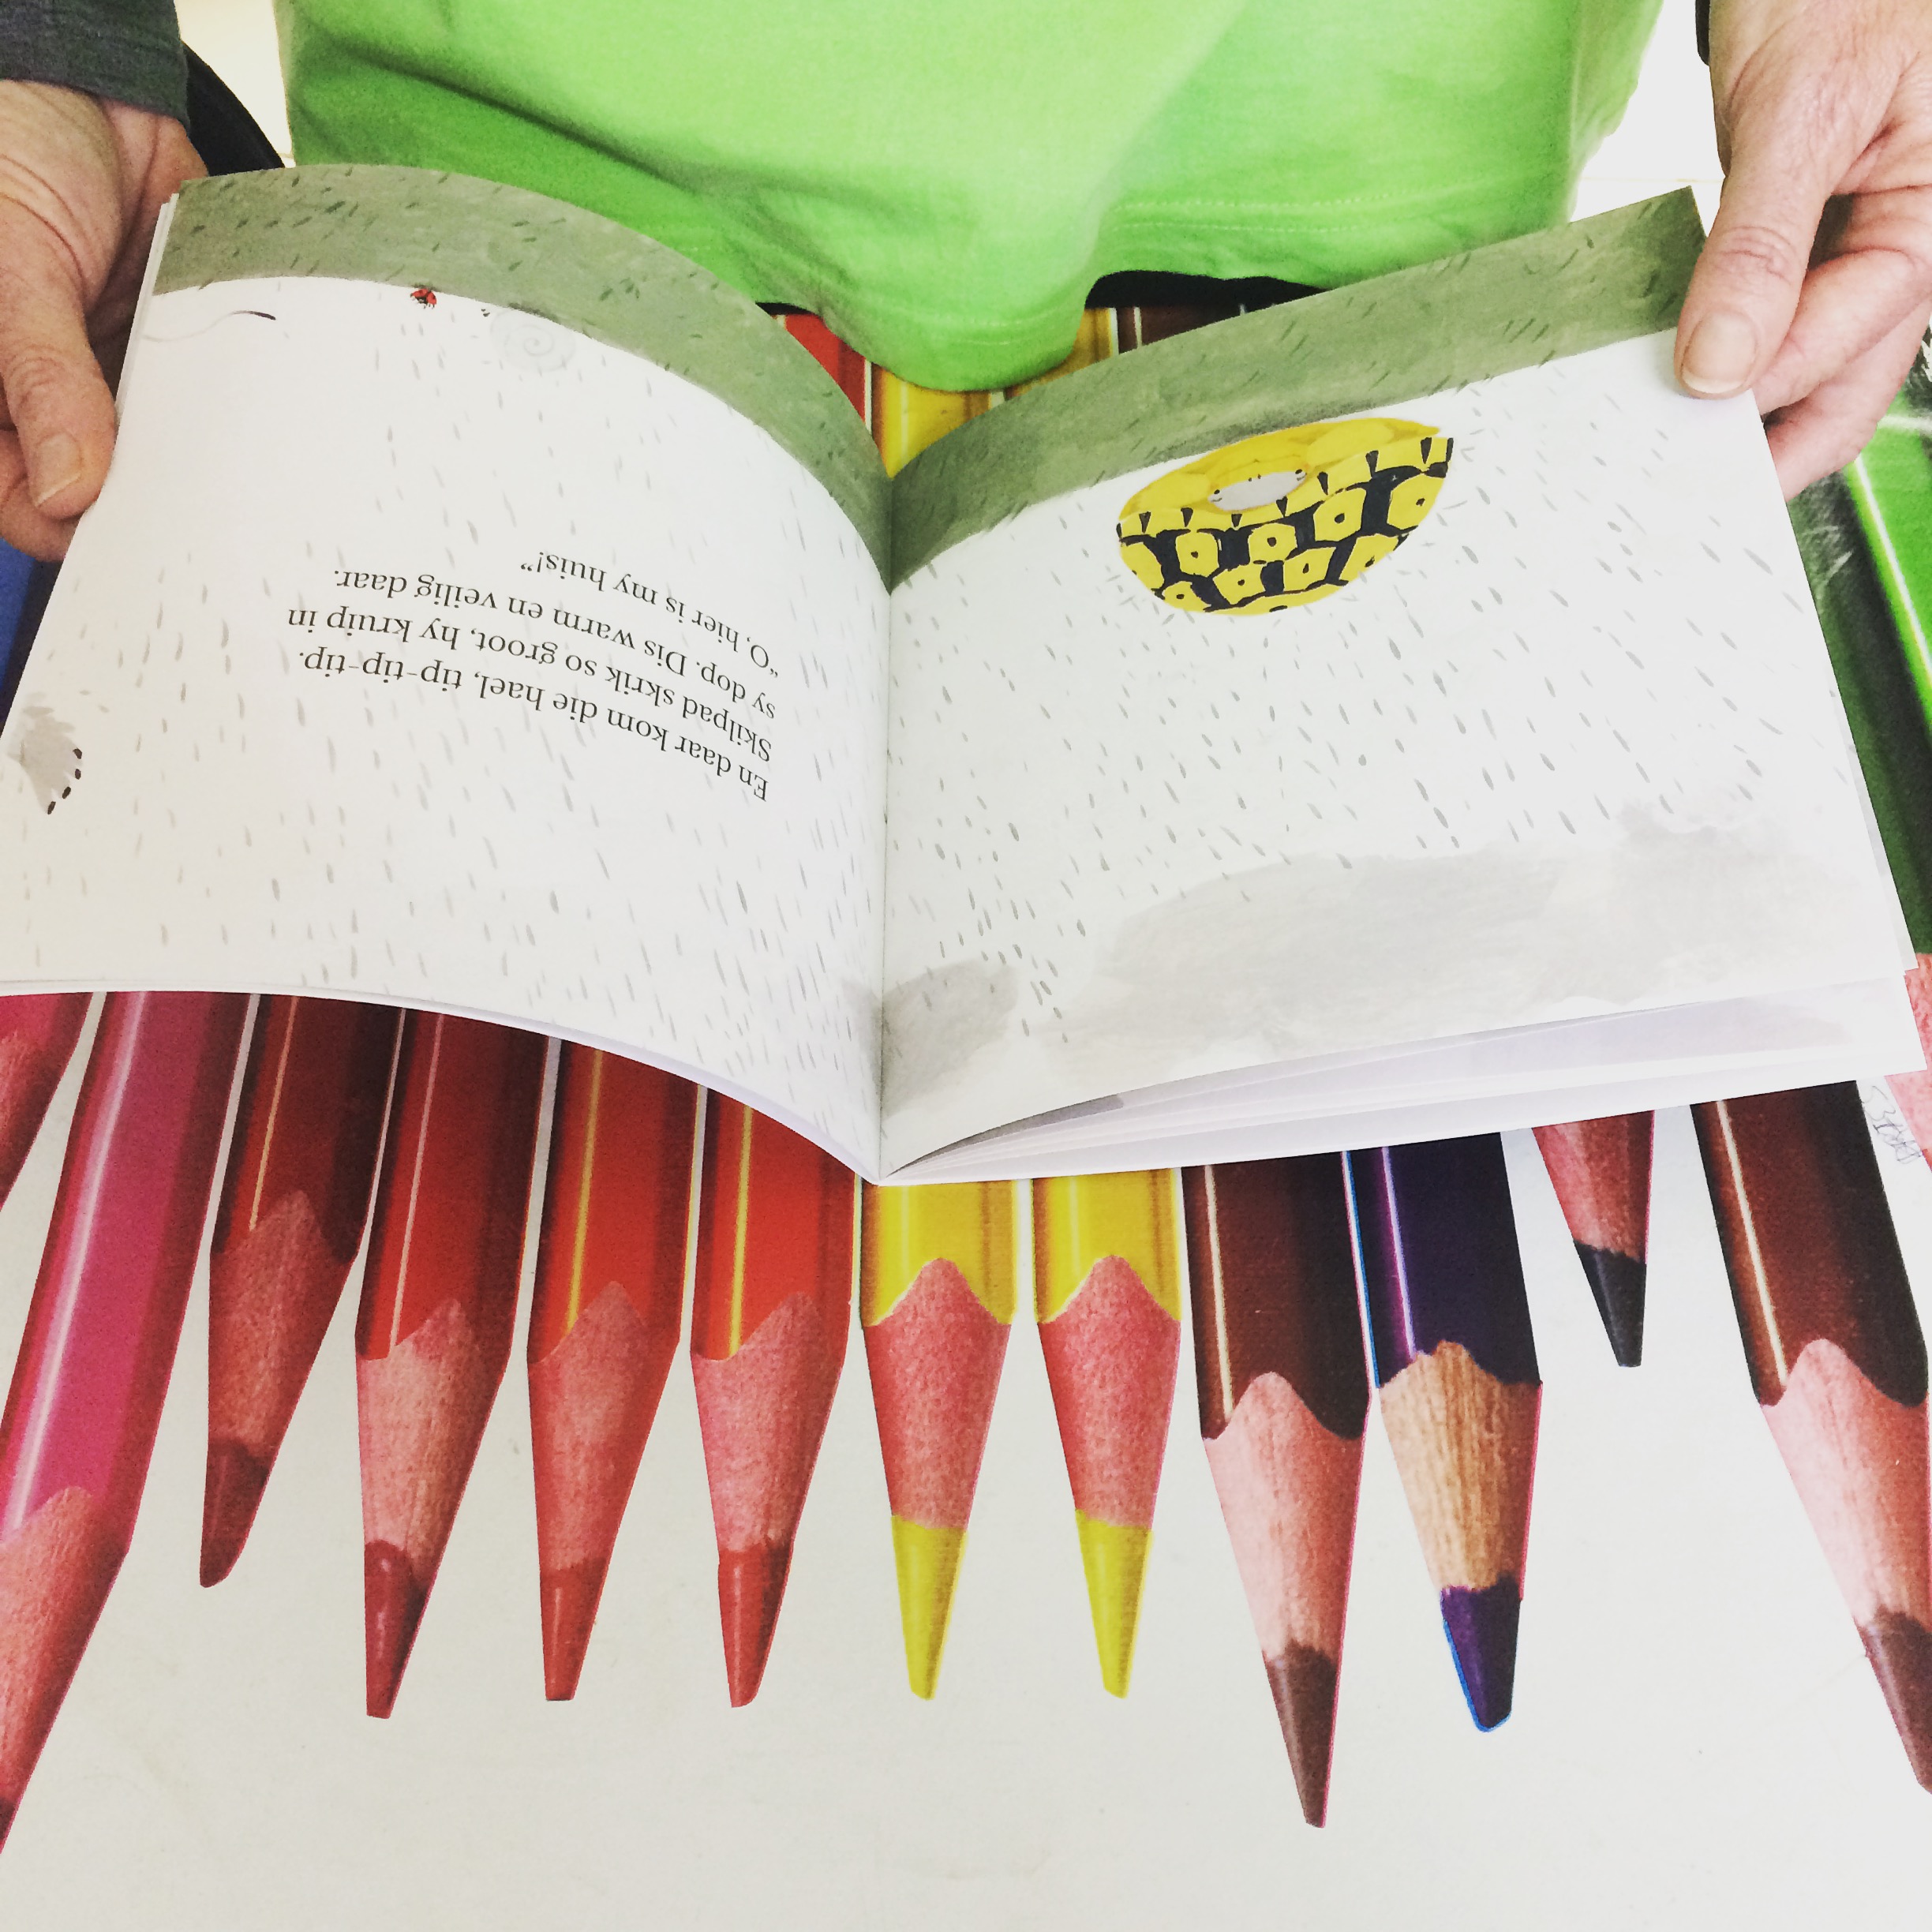 En daar kom die hael, tip-tip-tip.
Skilpad skrik so groot, hy kruip in
sy dop. Dis warm en veilig daar.
“O, hier is my huis!”